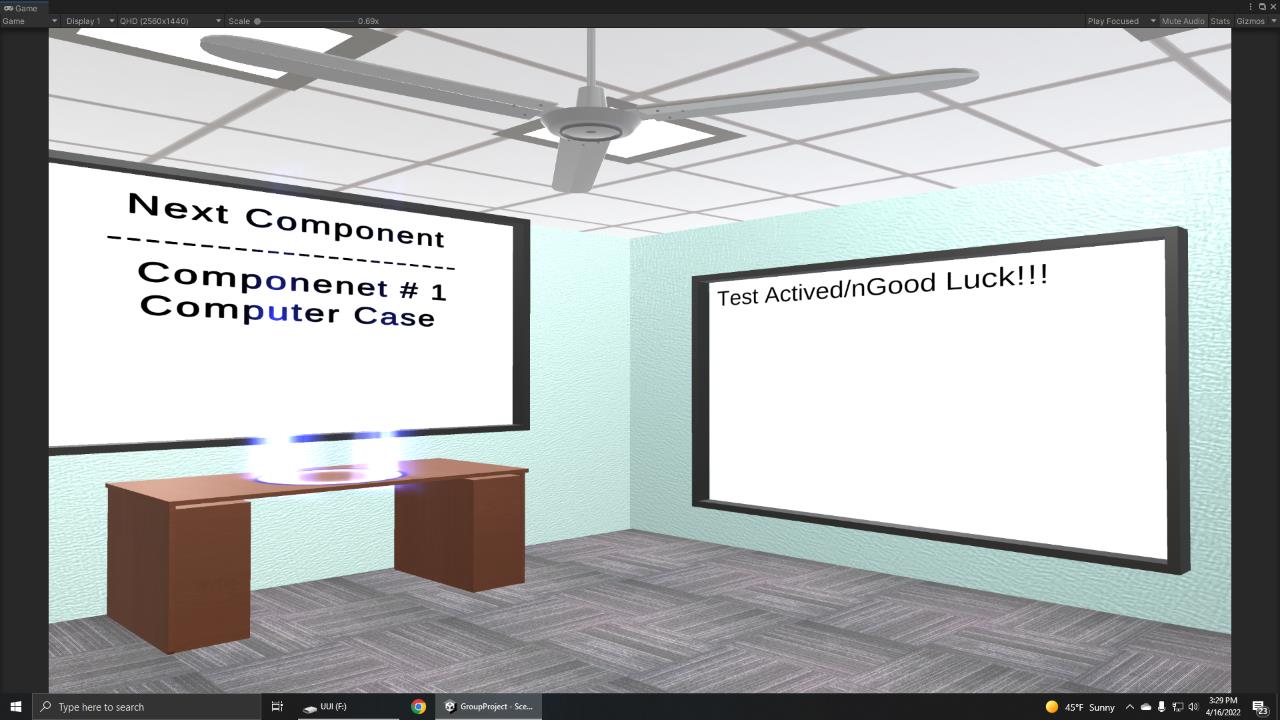 Game
Game
Display 1
QHD (2560x1440)
Scale
0.69x
Play Focused
Mute Audio
Stats
Gizmos
Next Component
--------------------------
Componenet # 1
Computer Case
Test Actived/nGood Luck!!!
Type here to search
UUI (F:)
GroupProject - Sce...
45°F Sunny
3:29 PM
4/16/2022
23